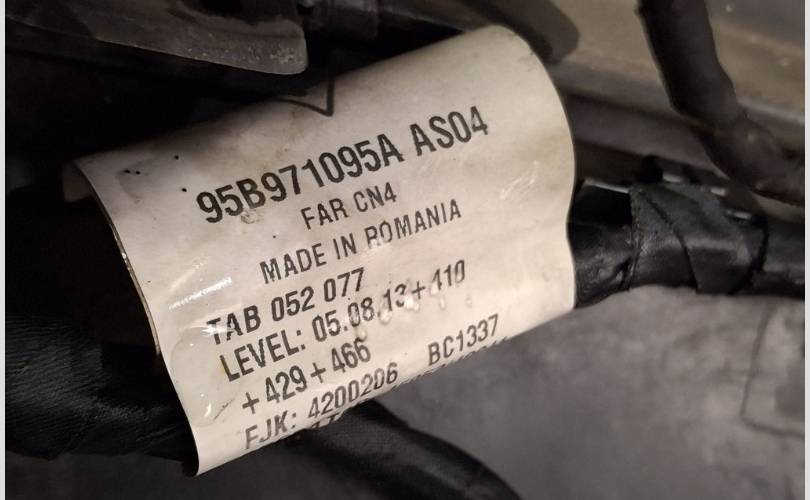 95B971095A AS04
FAR CN4
MADE IN ROMANIA
TAB 052 077
LEVEL: 05.08.13+410
+429+466
FJK: 4200206 BC1337